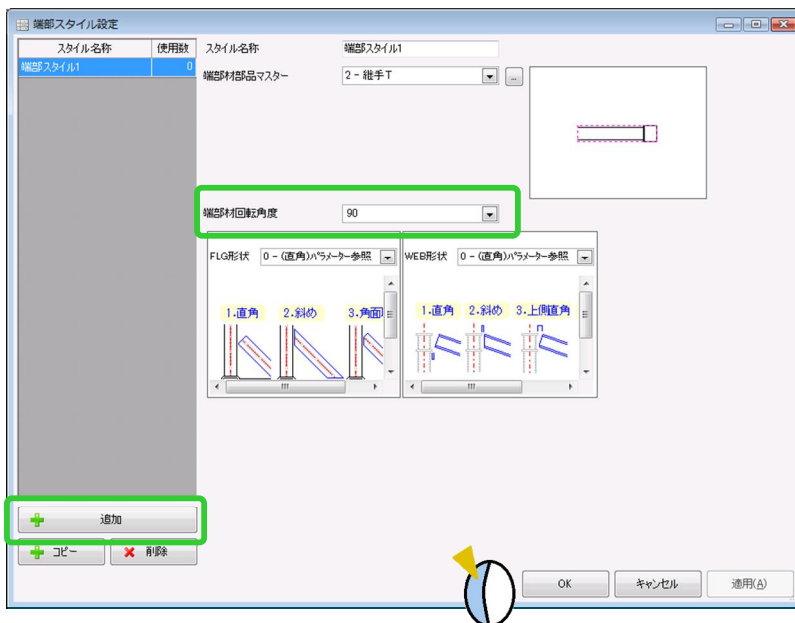 端部スタイル設定
スタイル名称 使用数
端部スタイル1 0
スタイル名称 端部スタイル1
端部材部品マスター 2 - 継手T
...
端部材回転角度 90
FLG形状 0 - (直角)パラメーター参照
1.直角 2.斜め 3.角面
WEB形状 0 - (直角)パラメーター参照
1.直角 2.斜め 3.上側直角
追加
コピー 削除
OK キャンセル 適用(A)